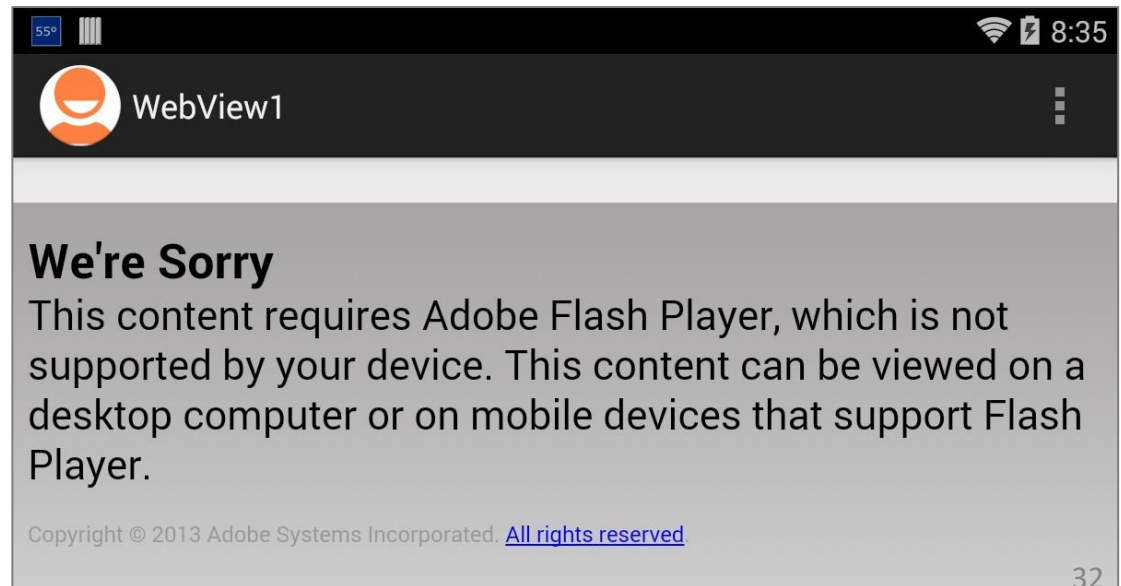 55°
8:35
WebView1
We're Sorry
This content requires Adobe Flash Player, which is not
supported by your device. This content can be viewed on a
desktop computer or on mobile devices that support Flash
Player.
Copyright © 2013 Adobe Systems Incorporated. All rights reserved.
32